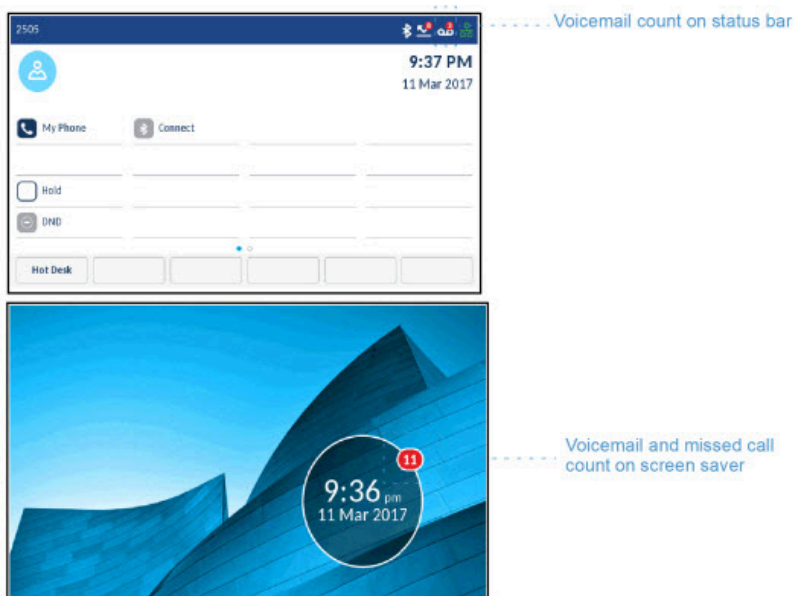 Voicemail count on status bar
2505
9:37 PM
11 Mar 2017
My Phone Connect
Hold
DND
Hot Desk
11
9:36 pm
11 Mar 2017
Voicemail and missed call
count on screen saver